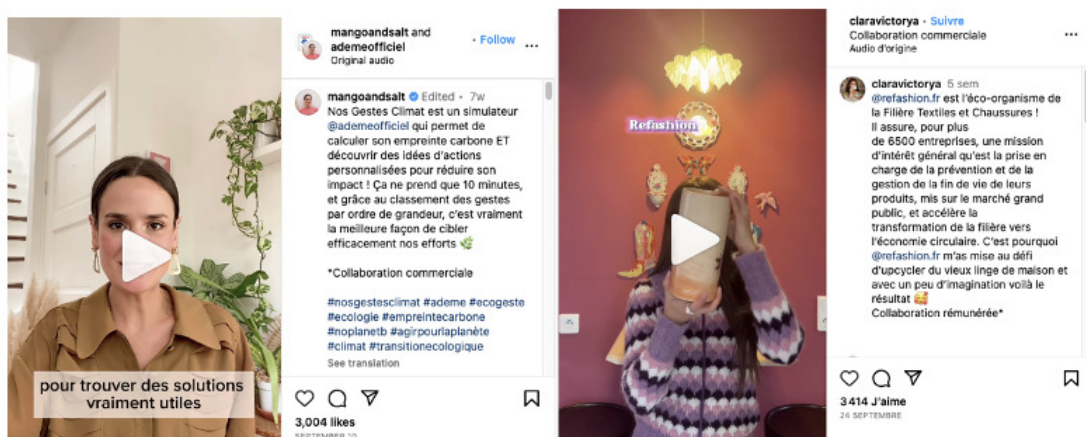 pour trouver des solutions
vraiment utiles
mangoandsalt and
ademeofficiel
Original audio
• Follow
mangoandsalt Edited • 7w
Nos Gestes Climat est un simulateur
@ademeofficiel qui permet de
calculer son empreinte carbone ET
découvrir des idées d'actions
personnalisées pour réduire son
impact ! Ça ne prend que 10 minutes,
et grâce au classement des gestes
par ordre de grandeur, c'est vraiment
la meilleure façon de cibler
efficacement nos efforts 🌿
*Collaboration commerciale
#nosgestesclimat #ademe #ecogeste
#ecologie #empreintecarbone
#noplanetb #agirpourlaplanète
#climat #transitionecologique
See translation
3,004 likes
SEPTEMBER 10
Refashion
claravictorya • Suivre
Collaboration commerciale
Audio d'origine
claravictorya 5 sem
@refashion.fr est l'éco-organisme de
la Filière Textiles et Chaussures !
Il assure, pour plus
de 6500 entreprises, une mission
d'intérêt général qu'est la prise en
charge de la prévention et de la
gestion de la fin de vie de leurs
produits, mis sur le marché grand
public, et accélère la
transformation de la filière vers
l'économie circulaire. C'est pourquoi
@refashion.fr m'as mise au défi
d'upcycler du vieux linge de maison et
avec un peu d'imagination voilà le
résultat 🥰
Collaboration rémunérée*
3 414 J'aime
24 SEPTEMBRE